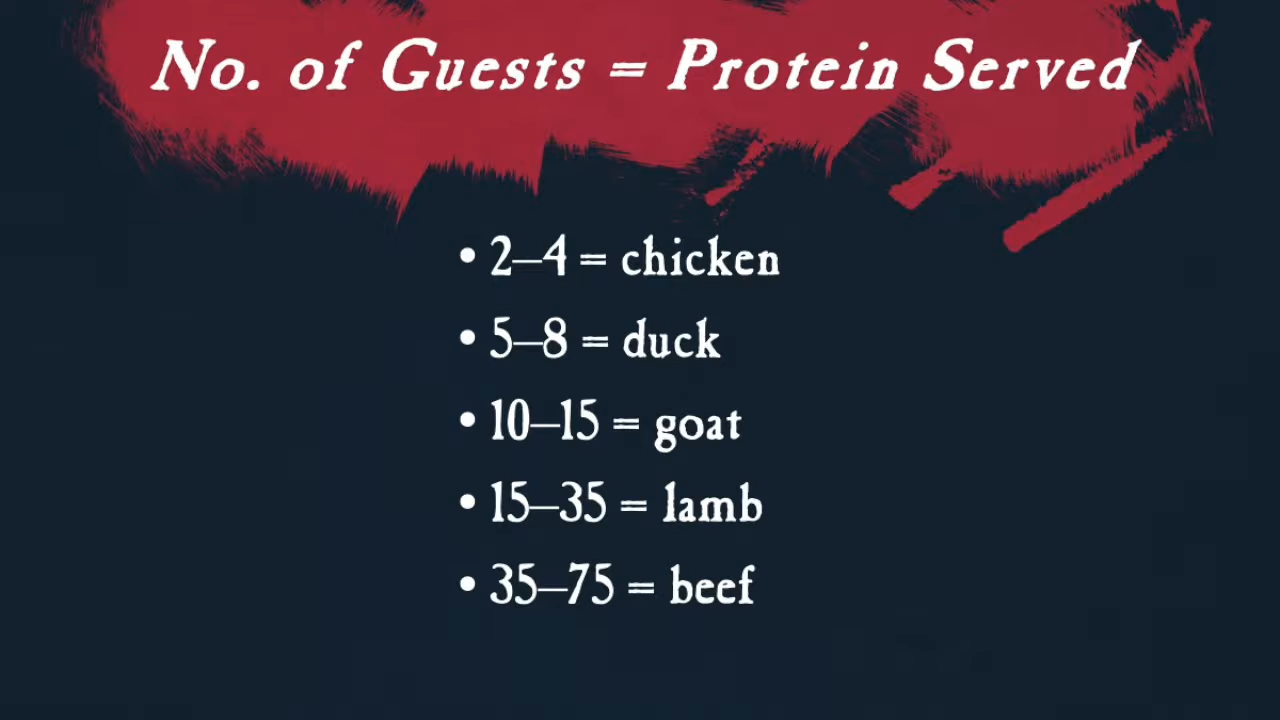 No. of Guests = Protein Served
• 2–4 = chicken
• 5–8 = duck
• 10–15 = goat
• 15–35 = lamb
• 35–75 = beef